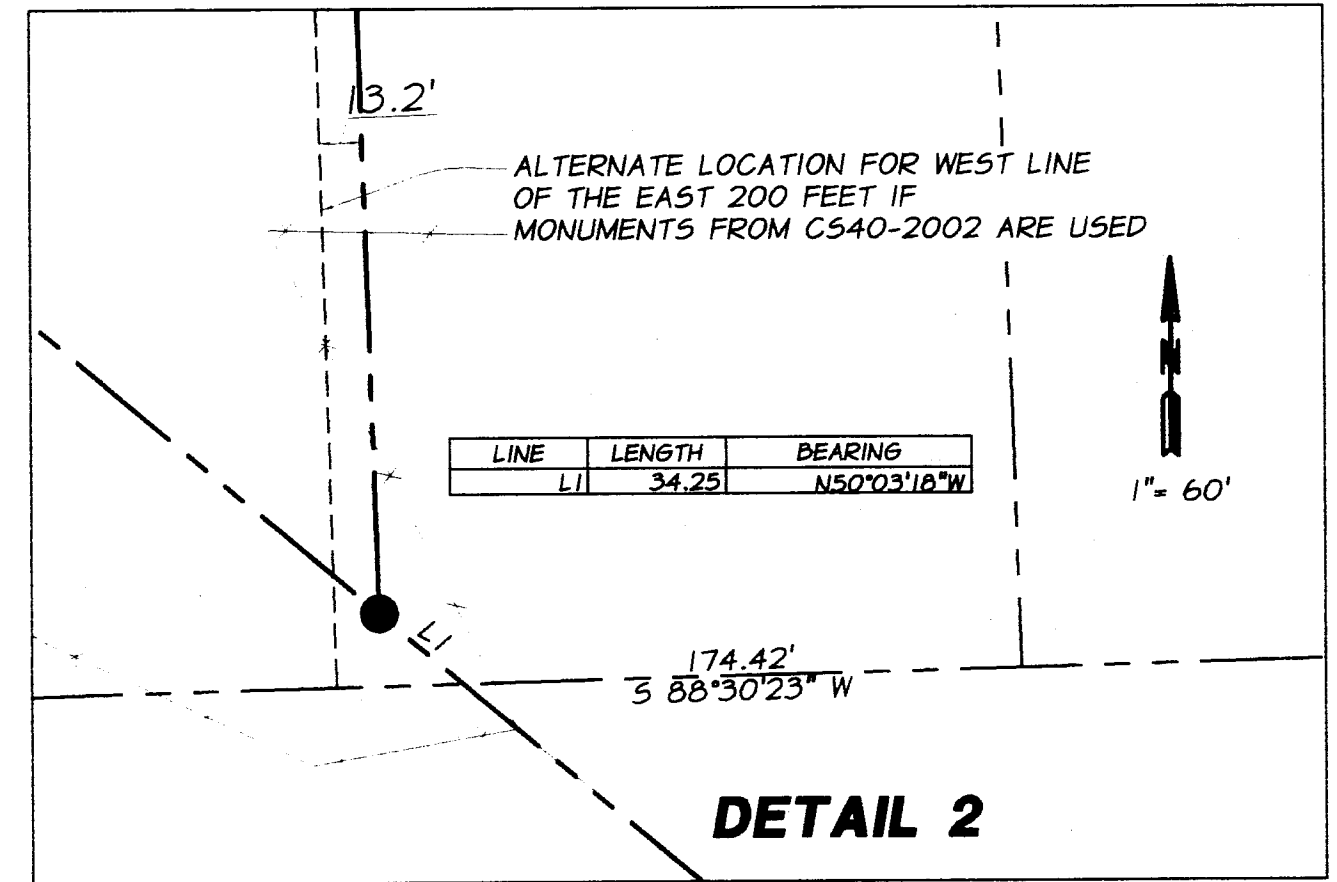 13.2'
ALTERNATE LOCATION FOR WEST LINE
OF THE EAST 200 FEET IF
MONUMENTS FROM CS40-2002 ARE USED
N
1"= 60'
LINE LENGTH BEARING
L1 34.25 N50°03'18"W
L1
174.42'
S 88°30'23" W
DETAIL 2